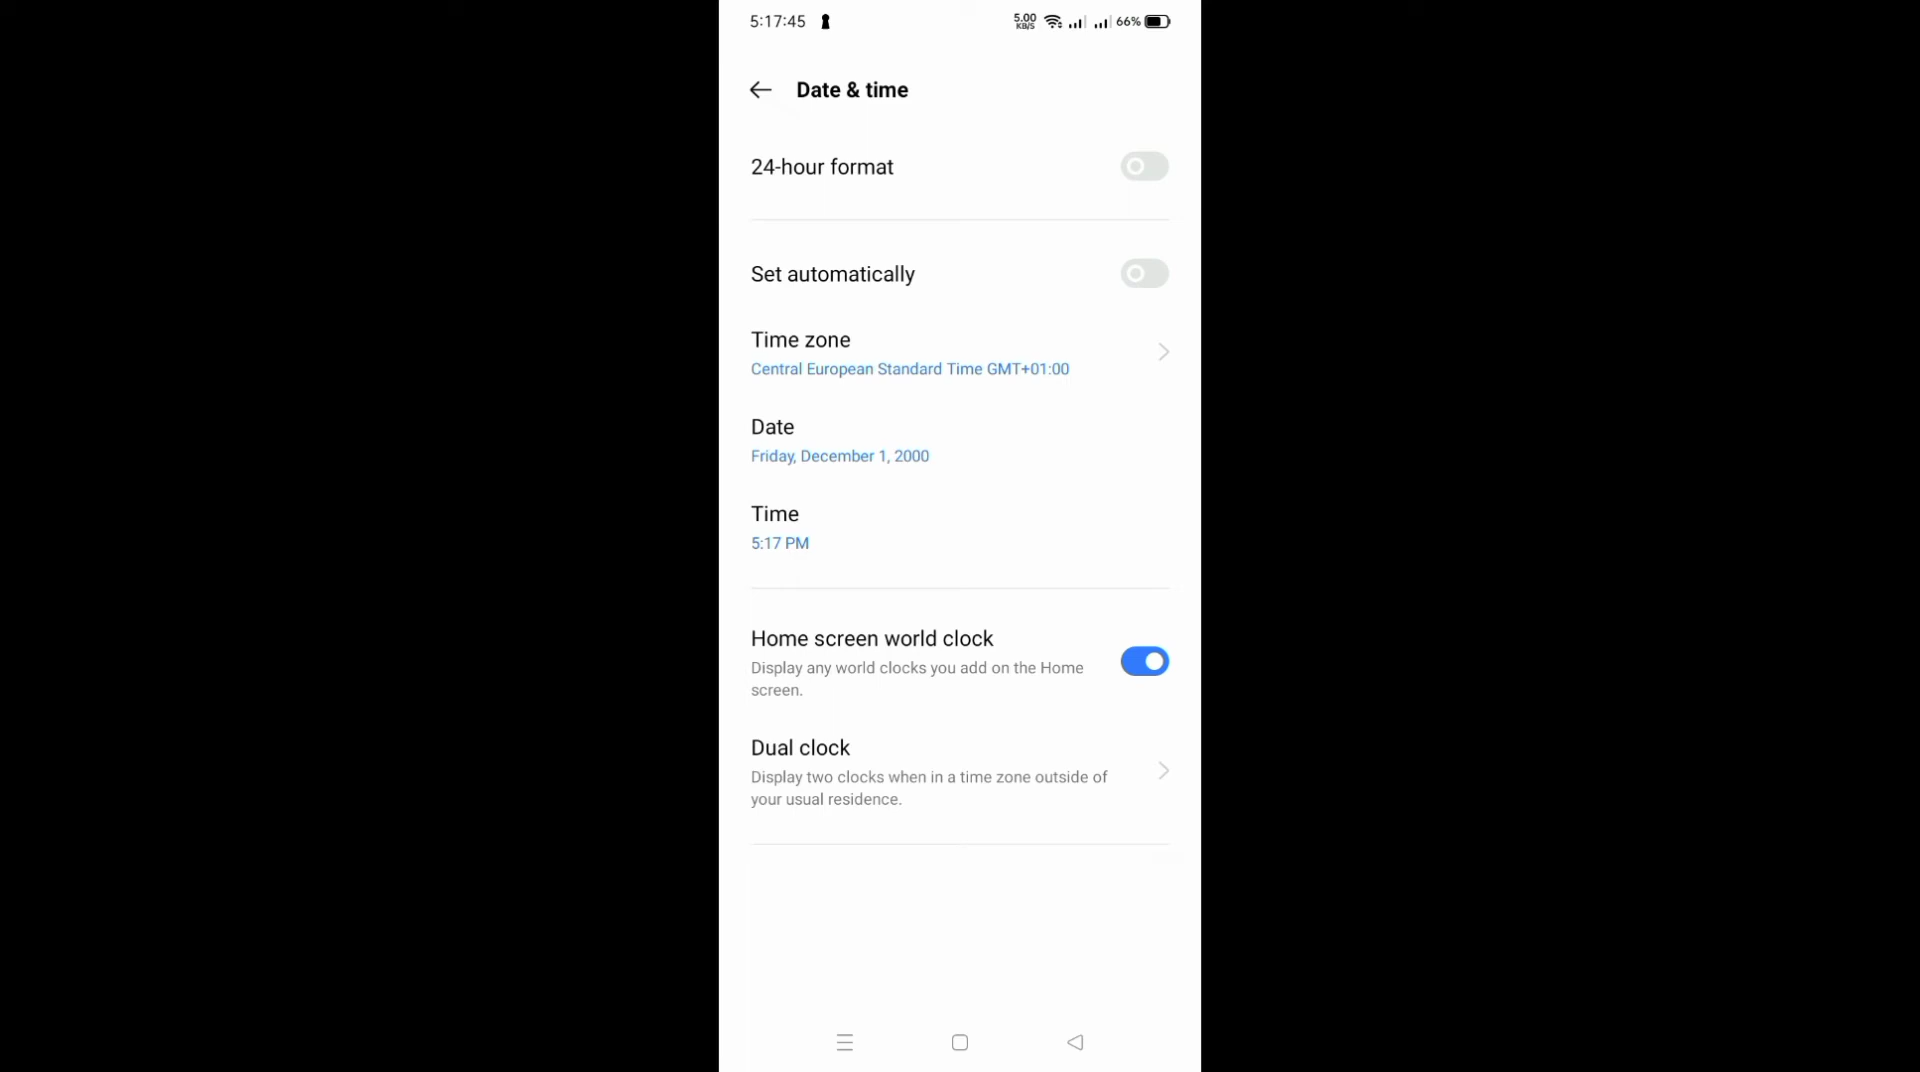 5:17:45 5.00 KB/S 66%
Date & time
24-hour format
Set automatically
Time zone
Central European Standard Time GMT+01:00
Date
Friday, December 1, 2000
Time
5:17 PM
Home screen world clock
Display any world clocks you add on the Home
screen.
Dual clock
Display two clocks when in a time zone outside of
your usual residence.